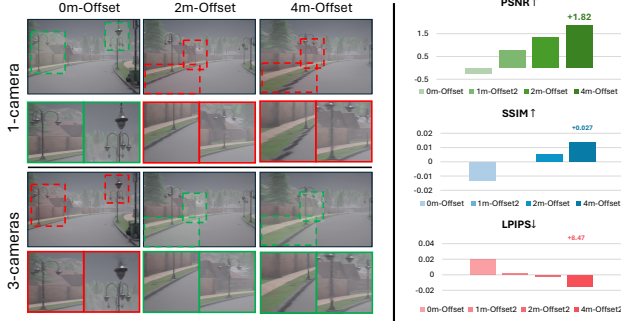 0m-Offset 2m-Offset 4m-Offset
1-camera
3-cameras
PSNR↑
+1.82
1.5
0.5
-0.5
0m-Offset 1m-Offset2 2m-Offset 4m-Offset
SSIM↑
+0.027
0.02
0.01
0
-0.01
-0.02
0m-Offset 1m-Offset2 2m-Offset 4m-Offset
LPIPS↓
0.04
0.02
0
-0.02
0m-Offset 1m-Offset2 2m-Offset2 4m-Offset2